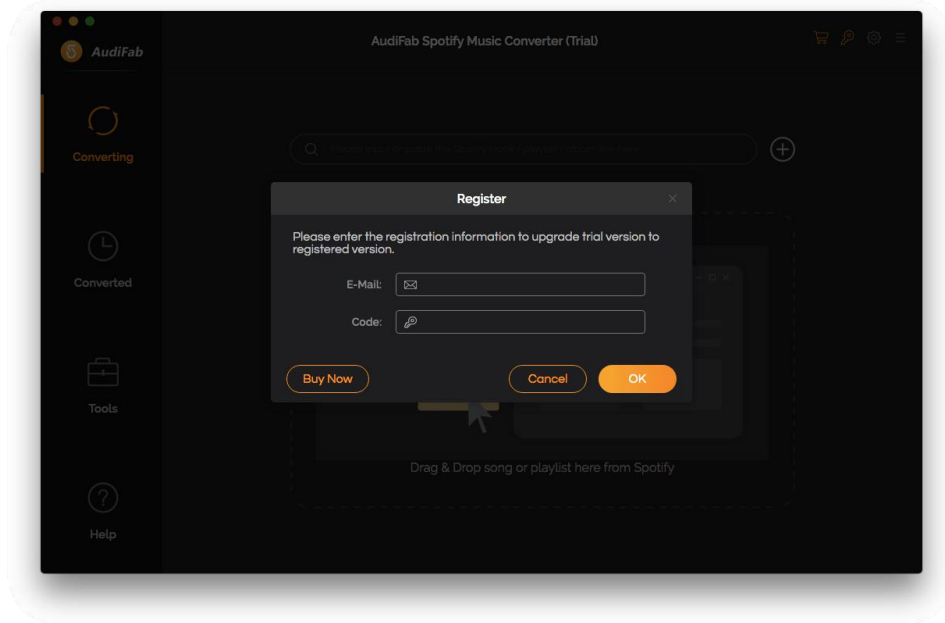 AudiFab
AudiFab Spotify Music Converter (Trial)
Converting
Converted
Tools
Help
Register
Please enter the registration information to upgrade trial version to
registered version.
E-Mail:
Code:
Buy Now
Cancel
OK
Drag & Drop song or playlist here from Spotify